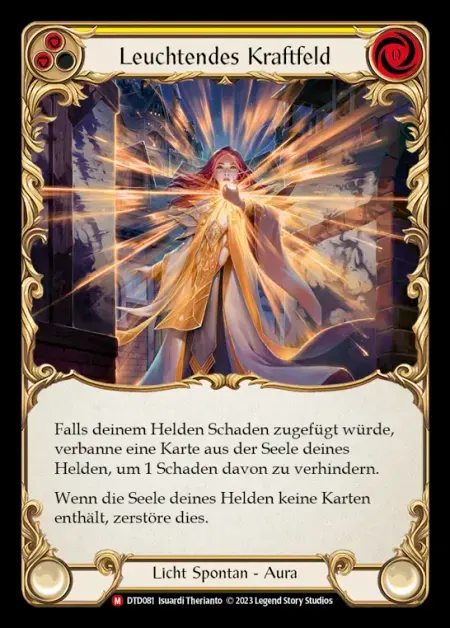 Leuchtendes Kraftfeld
0
Falls deinem Helden Schaden zugefügt würde,
verbanne eine Karte aus der Seele deines
Helden, um 1 Schaden davon zu verhindern.
Wenn die Seele deines Helden keine Karten
enthält, zerstöre dies.
Licht Spontan - Aura
M DTD081 Isuardi Therianto © 2023 Legend Story Studios